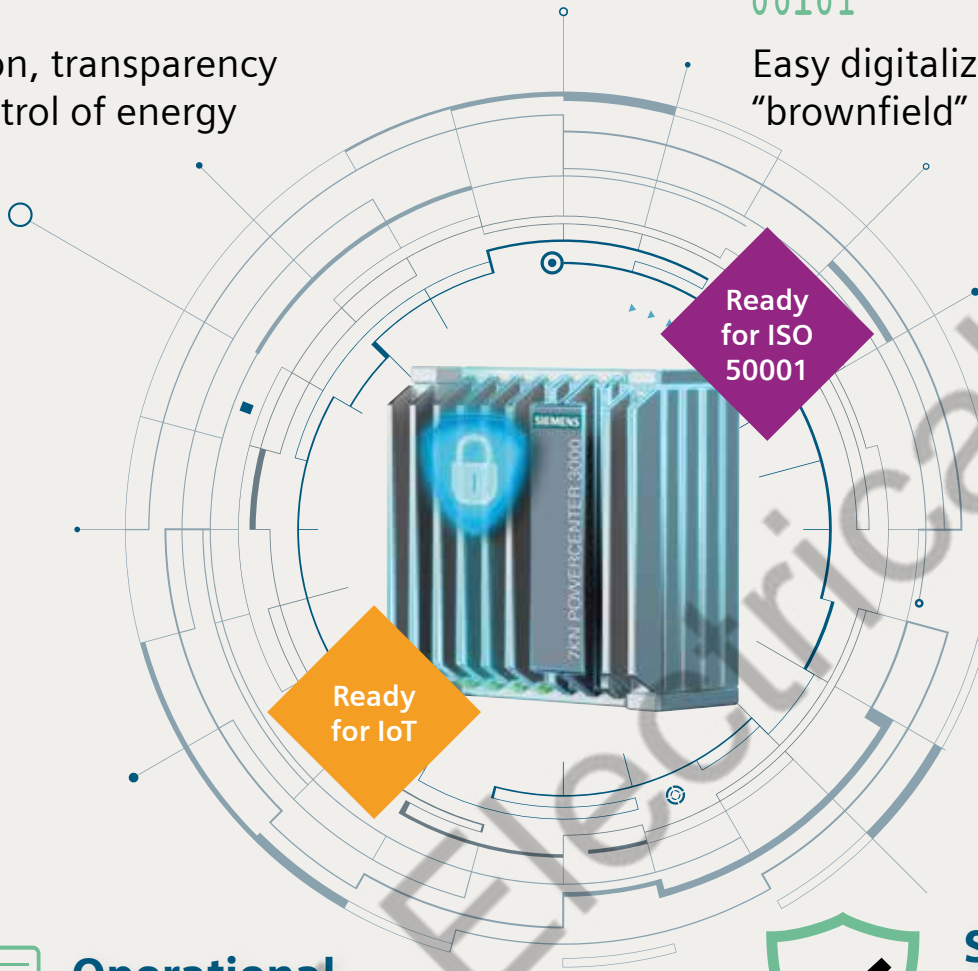 00101
on, transparency
trol of energy
Easy digitaliz
“brownfield”
Ready
for ISO
50001
SIEMENS
7KN POWERCENTER 3000
Ready
for IoT
Electrica
Operational
S